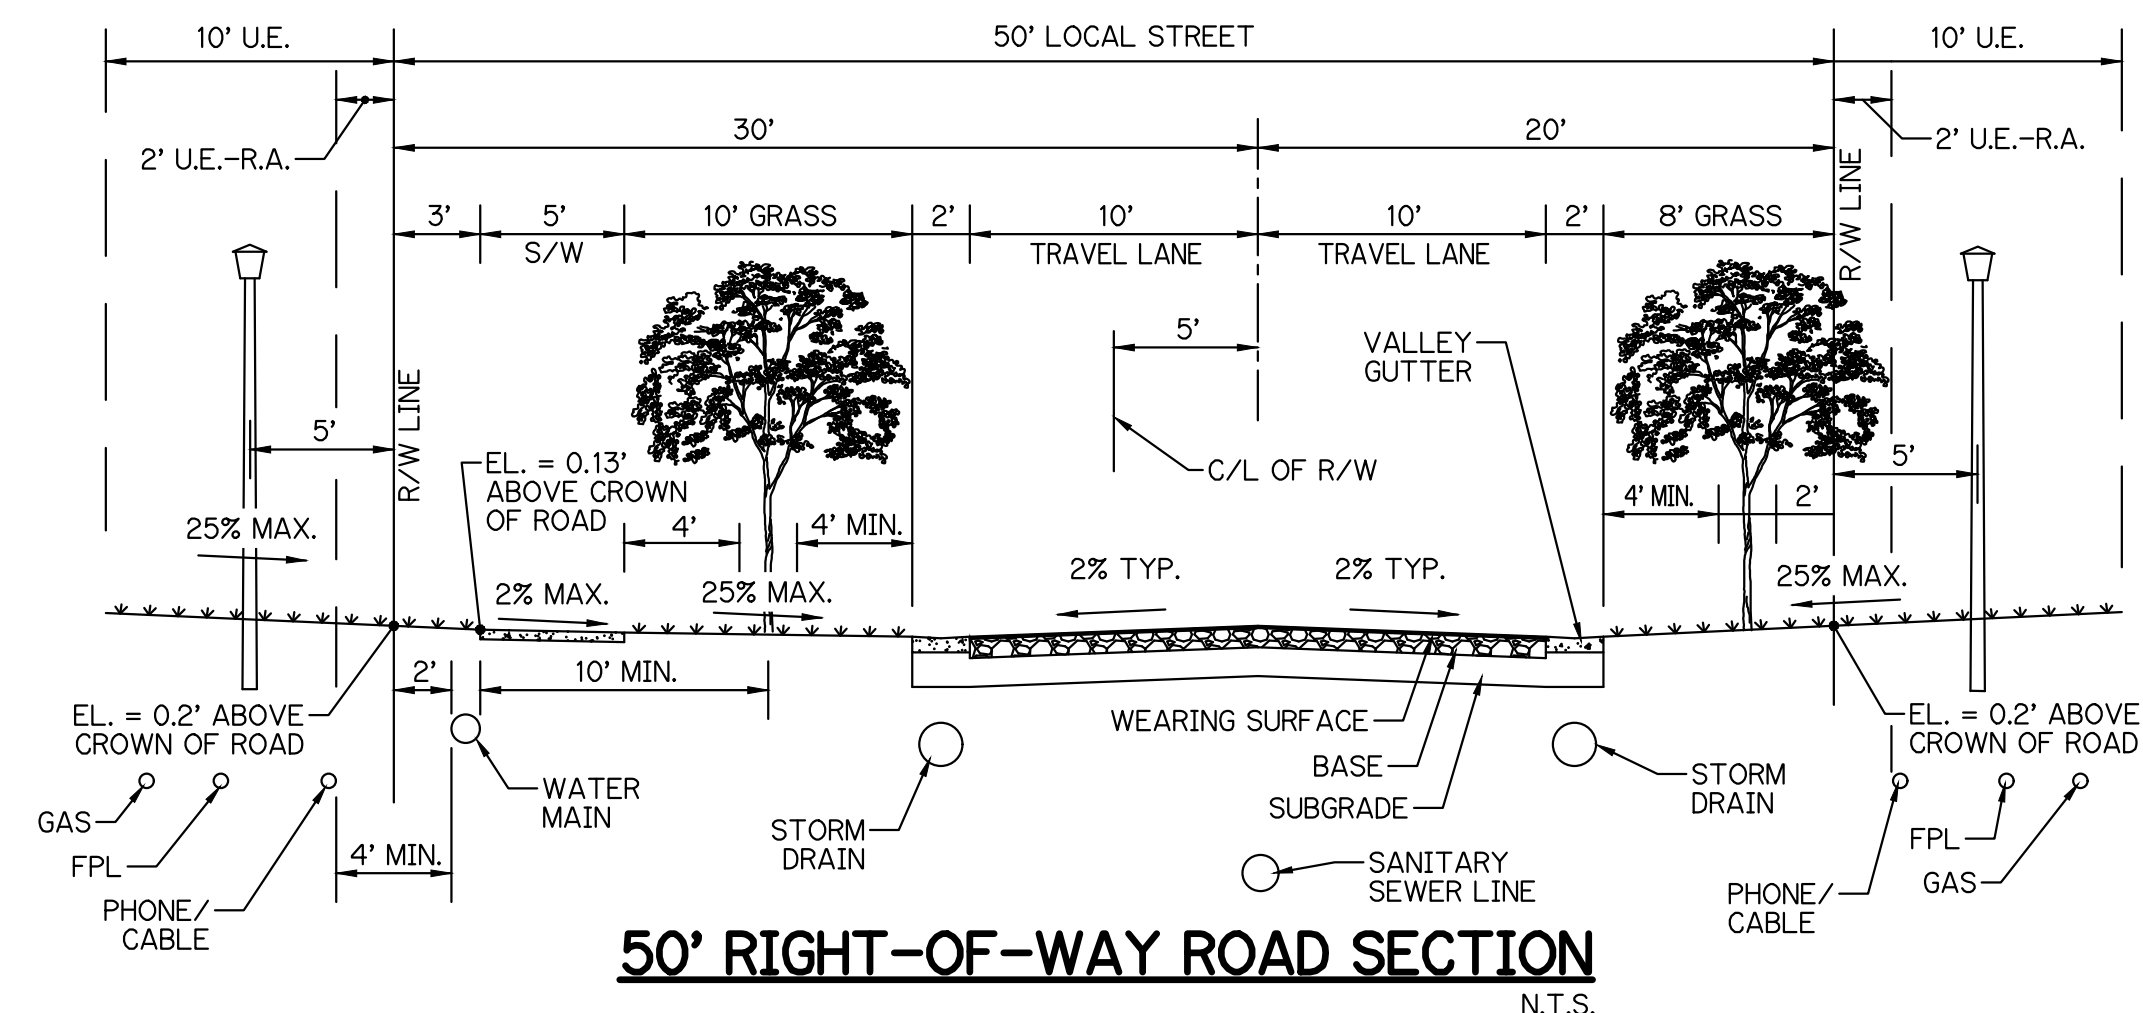 10' U.E.
50' LOCAL STREET
10' U.E.
30'
20'
2' U.E.-R.A.
2' U.E.-R.A.
3'
5'
S/W
10' GRASS
2'
10'
TRAVEL LANE
10'
TRAVEL LANE
2'
8' GRASS
R/W LINE
5'
VALLEY
GUTTER
R/W LINE
5'
EL. = 0.13'
ABOVE CROWN
OF ROAD
C/L OF R/W
5'
4' MIN.
2'
25% MAX.
4'
4' MIN.
2% TYP.
2% TYP.
25% MAX.
2% MAX.
25% MAX.
2'
10' MIN.
EL. = 0.2' ABOVE
CROWN OF ROAD
WEARING SURFACE
EL. = 0.2' ABOVE
CROWN OF ROAD
BASE
SUBGRADE
WATER
MAIN
STORM
DRAIN
STORM
DRAIN
GAS
FPL
PHONE/
CABLE
4' MIN.
SANITARY
SEWER LINE
FPL
GAS
PHONE/
CABLE
50' RIGHT-OF-WAY ROAD SECTION
N.T.S.